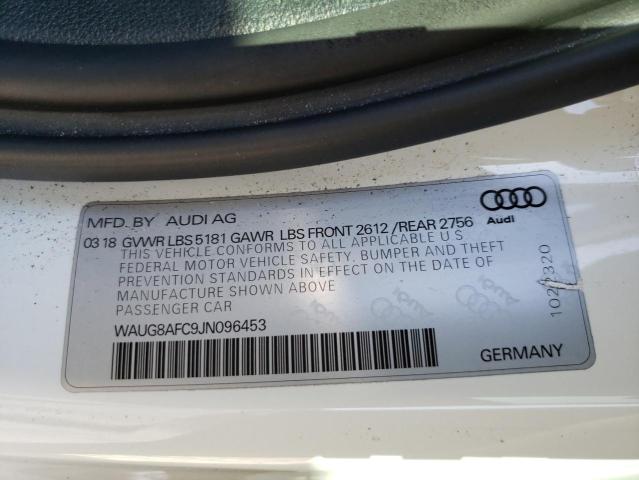 MFD. BY AUDI AG
Audi
03 18 GVWR LBS 5181 GAWR LBS FRONT 2612 /REAR 2756
THIS VEHICLE CONFORMS TO ALL APPLICABLE U.S.
FEDERAL MOTOR VEHICLE SAFETY, BUMPER AND THEFT
PREVENTION STANDARDS IN EFFECT ON THE DATE OF
MANUFACTURE SHOWN ABOVE
PASSENGER CAR
WAUG8AFC9JN096453
GERMANY